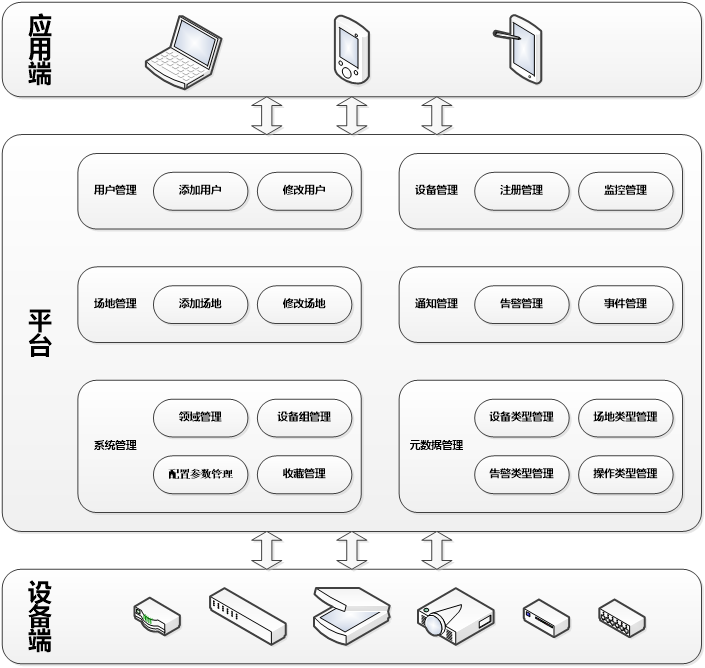 应用端
平台
用户管理 添加用户 修改用户
设备管理 注册管理 监控管理
场地管理 添加场地 修改场地
通知管理 告警管理 事件管理
系统管理
领域管理 设备组管理
配置参数管理 收藏管理
元数据管理
设备类型管理 场地类型管理
告警类型管理 操作类型管理
设备端